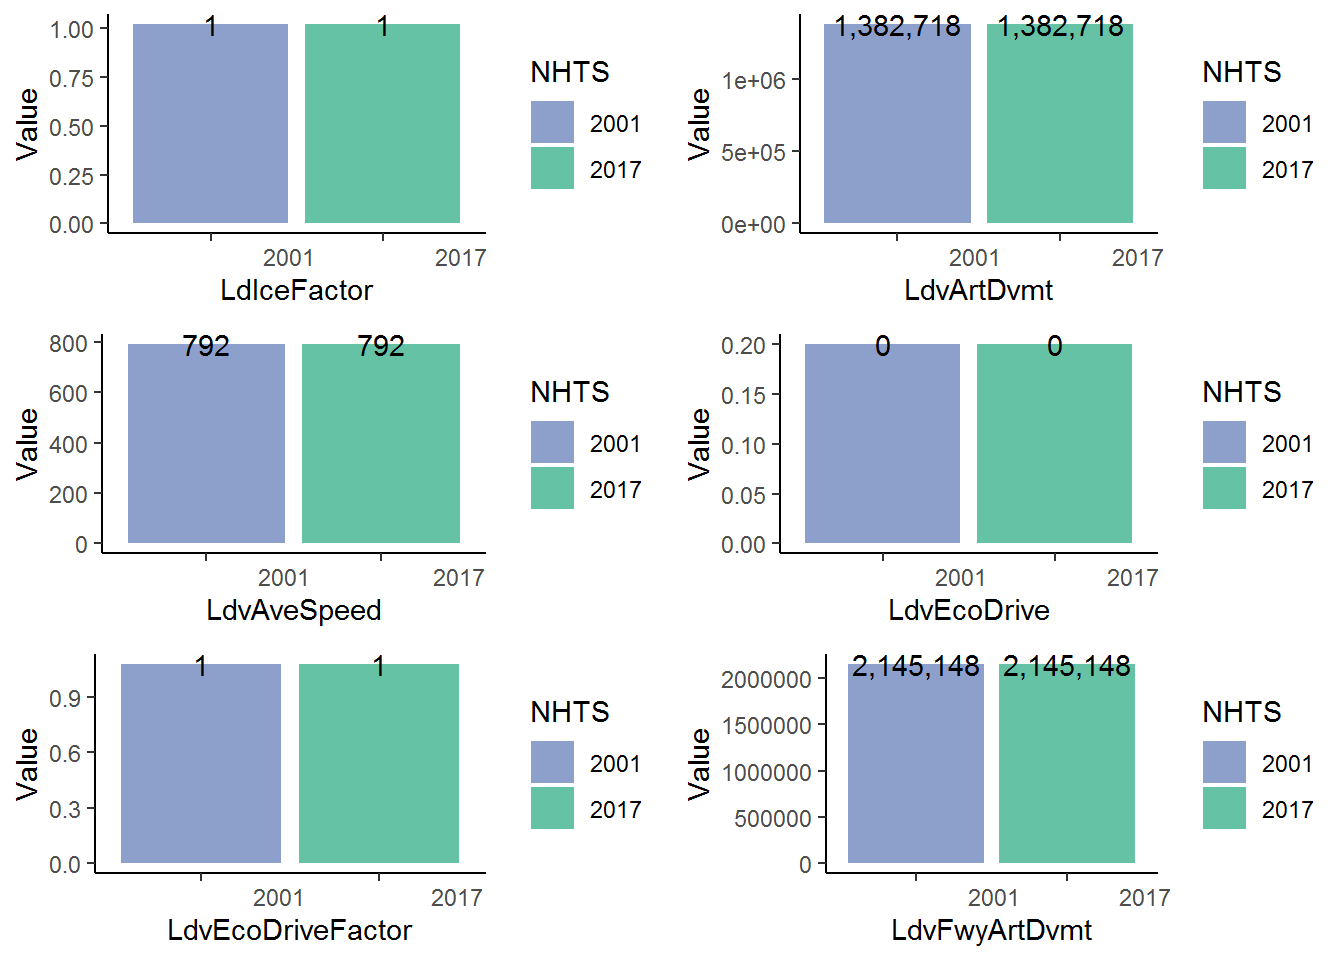 1.00
0.75
0.50
0.25
0.00
Value
1
1
2001
2017
LdIceFactor
NHTS
2001
2017
1e+06
5e+05
0e+00
Value
1,382,718
1,382,718
2001
2017
LdvArtDvmt
NHTS
2001
2017
800
600
400
200
0
Value
792
792
2001
2017
LdvAveSpeed
NHTS
2001
2017
0.20
0.15
0.10
0.05
0.00
Value
0
0
2001
2017
LdvEcoDrive
NHTS
2001
2017
0.9
0.6
0.3
0.0
Value
1
1
2001
2017
LdvEcoDriveFactor
NHTS
2001
2017
2000000
1500000
1000000
500000
0
Value
2,145,148
2,145,148
2001
2017
LdvFwyArtDvmt
NHTS
2001
2017